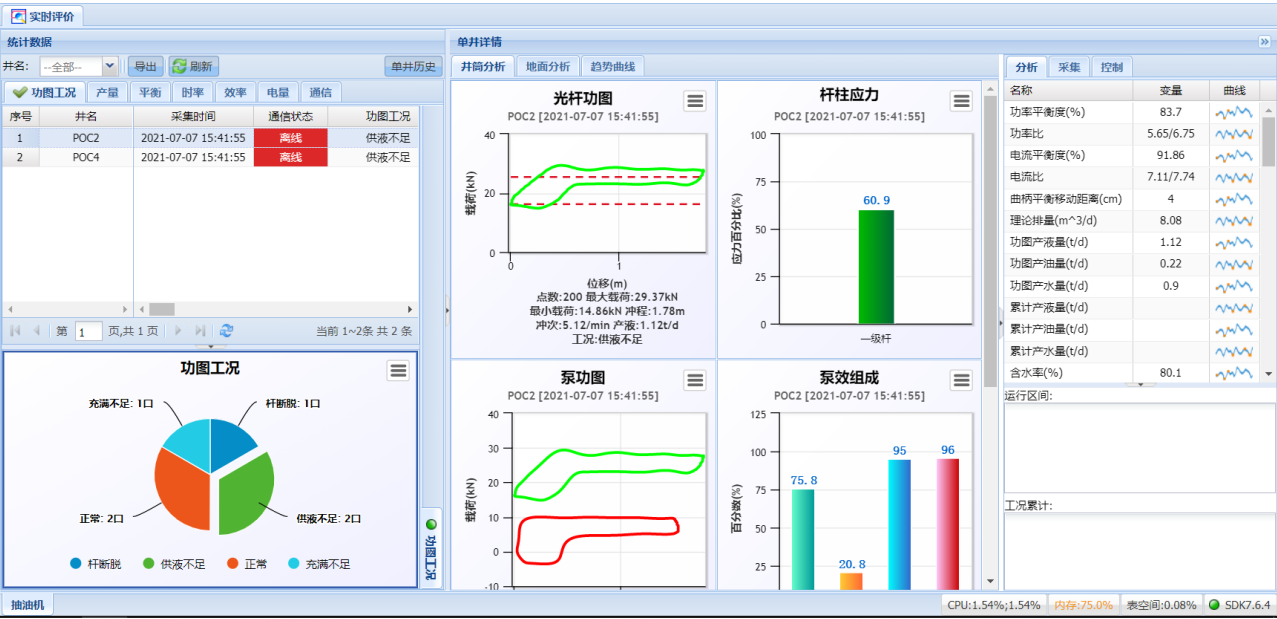 实时评价
统计数据
井名: --全部-- 导出 刷新 单井历史
功图工况 产量 平衡 时率 效率 电量 通信
序号 井名 采集时间 通信状态 功图工况
1 POC2 2021-07-07 15:41:55 离线 供液不足
2 POC4 2021-07-07 15:41:55 离线 供液不足
第 1 页,共 1 页 当前 1~2条 共 2 条
功图工况
充满不足: 1口 杆断脱: 1口
正常: 2口 供液不足: 2口
杆断脱 供液不足 正常 充满不足
功图工况
抽油机
单井详情
井筒分析 地面分析 趋势曲线
光杆功图
POC2 [2021-07-07 15:41:55]
载荷(kN)
40
20
0
0 1
位移(m)
点数:200 最大载荷:29.37kN
最小载荷:14.86kN 冲程:1.78m
冲次:5.12/min 产液:1.12t/d
工况:供液不足
杆柱应力
POC2 [2021-07-07 15:41:55]
应力百分比(%)
100
75
50
25
0
60.9
一级杆
泵功图
POC2 [2021-07-07 15:41:55]
载荷(kN)
40
30
20
10
0
-10
泵效组成
POC2 [2021-07-07 15:41:55]
百分数(%)
125
100
75
50
25
75.8 20.8 95 96
分析 采集 控制
名称 变量 曲线
功率平衡度(%) 83.7
功率比 5.65/6.75
电流平衡度(%) 91.86
电流比 7.11/7.74
曲柄平衡移动距离(cm) 4
理论排量(m^3/d) 8.08
功图产液量(t/d) 1.12
功图产油量(t/d) 0.22
功图产水量(t/d) 0.9
累计产液量(t/d)
累计产油量(t/d)
累计产水量(t/d)
含水率(%) 80.1
运行区间:
工况累计:
CPU:1.54%;1.54% 内存:75.0% 表空间:0.08% SDK7.6.4